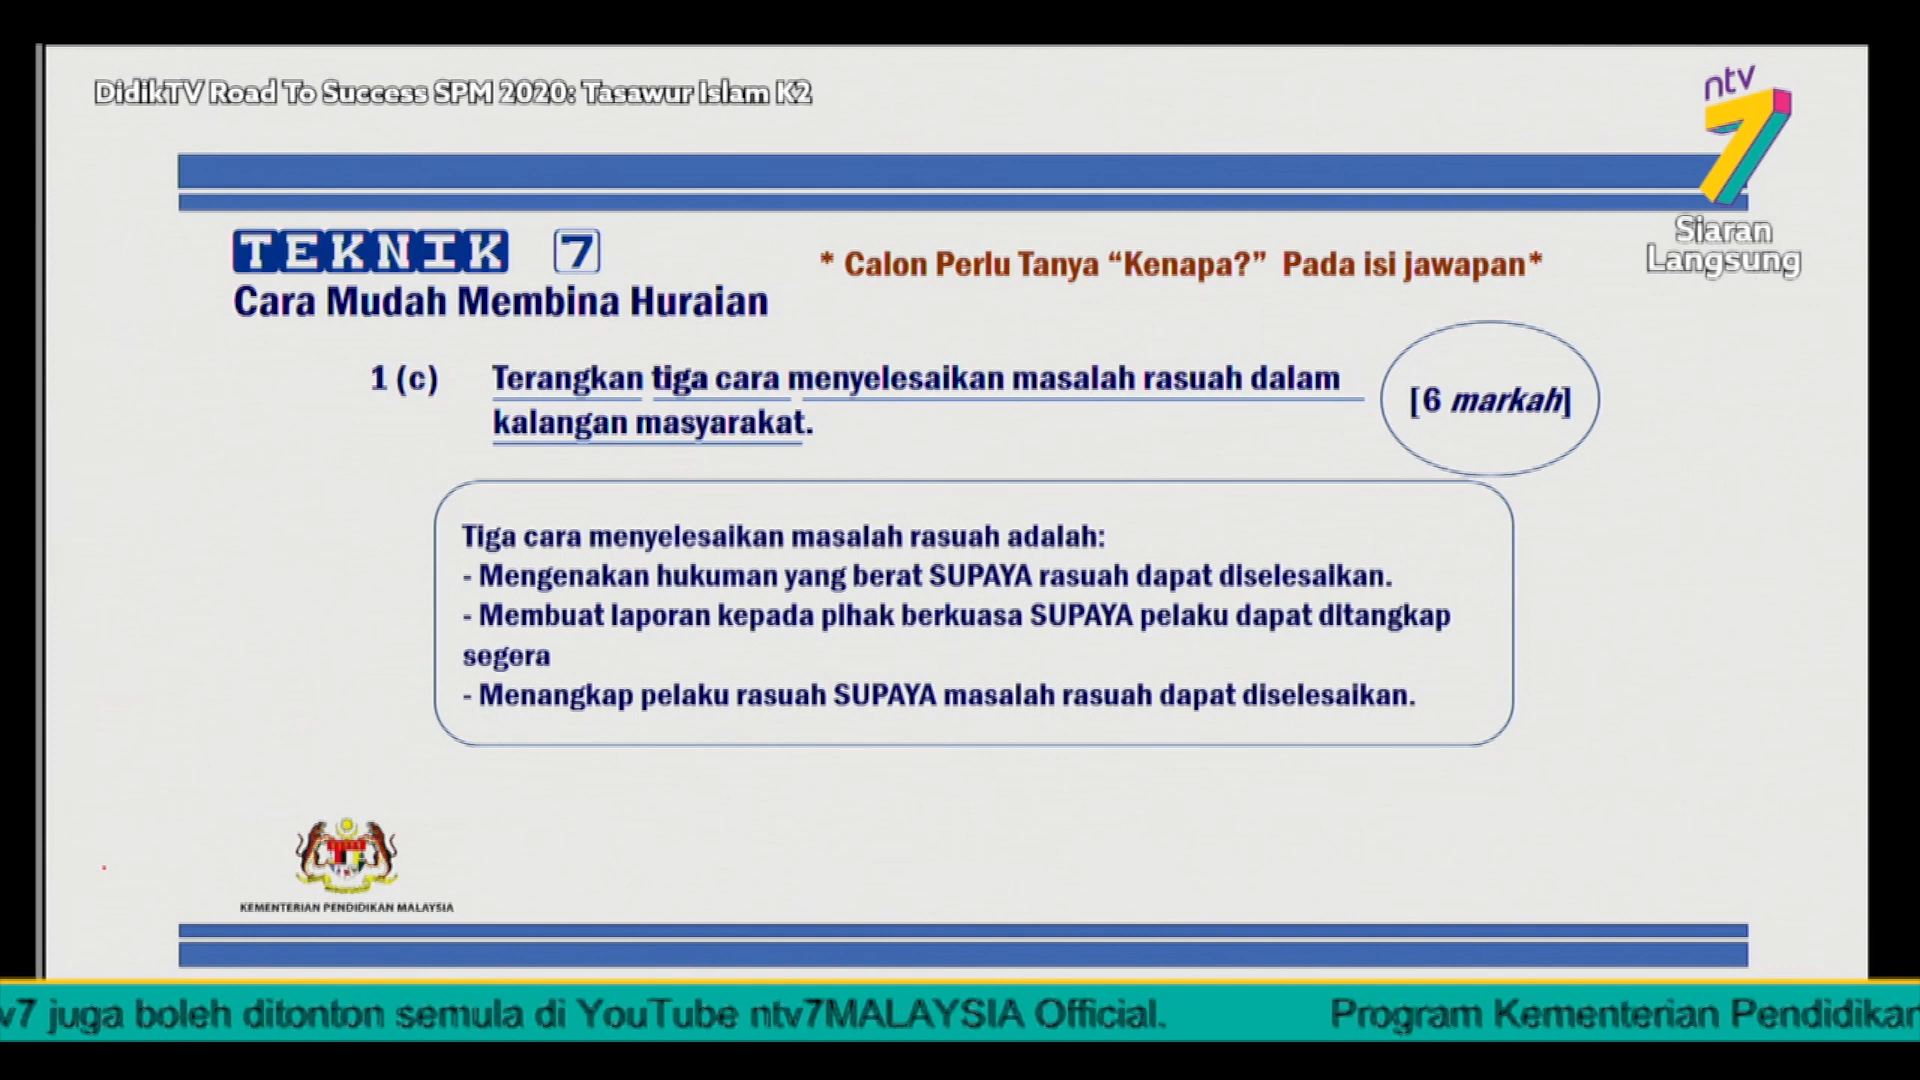 DidikTV Road To Success SPM 2020: Tasawur Islam K2
ntv
7
Siaran
Langsung
TEKNIK 7
* Calon Perlu Tanya “Kenapa?” Pada isi jawapan*
Cara Mudah Membina Huraian
1 (c) Terangkan tiga cara menyelesaikan masalah rasuah dalam
kalangan masyarakat.
[6 markah]
Tiga cara menyelesaikan masalah rasuah adalah:
- Mengenakan hukuman yang berat SUPAYA rasuah dapat diselesaikan.
- Membuat laporan kepada pihak berkuasa SUPAYA pelaku dapat ditangkap
segera
- Menangkap pelaku rasuah SUPAYA masalah rasuah dapat diselesaikan.
KEMENTERIAN PENDIDIKAN MALAYSIA
v7 juga boleh ditonton semula di YouTube ntv7MALAYSIA Official. Program Kementerian Pendidikan